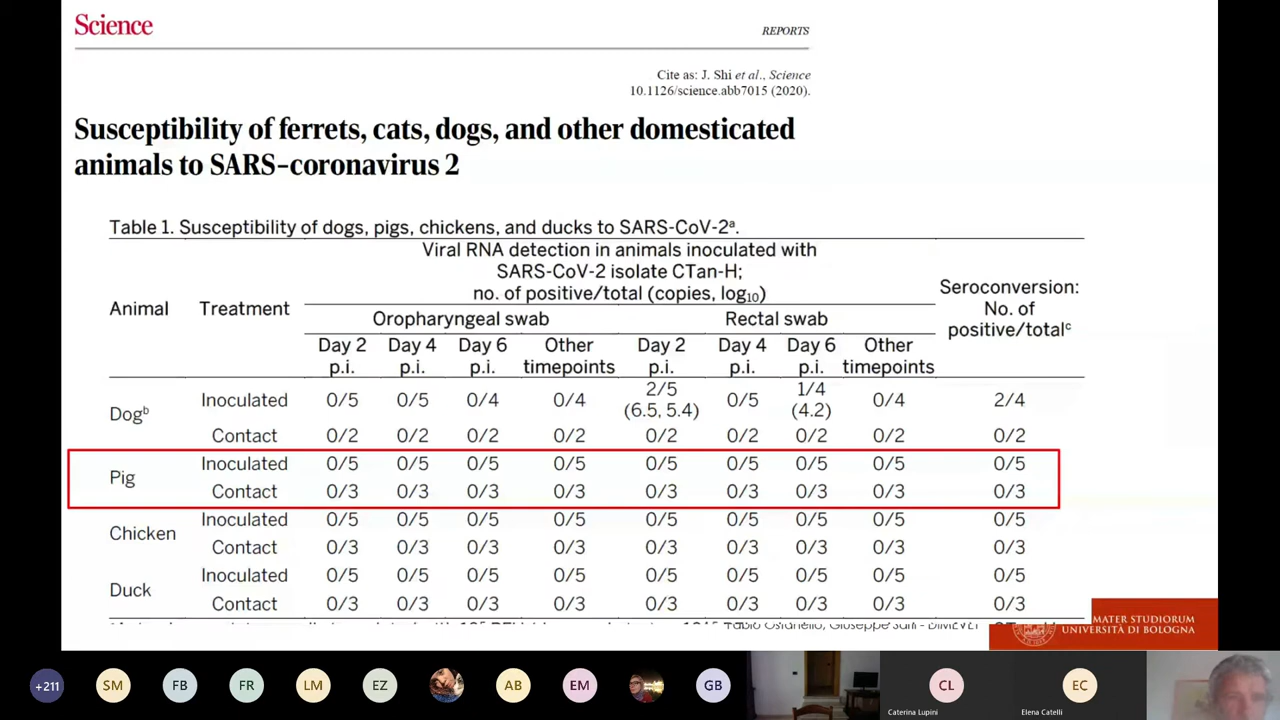 Science
REPORTS
Cite as: J. Shi et al., Science
10.1126/science.abb7015 (2020).
Susceptibility of ferrets, cats, dogs, and other domesticated
animals to SARS-coronavirus 2
Table 1. Susceptibility of dogs, pigs, chickens, and ducks to SARS-CoV-2ᵃ.
Viral RNA detection in animals inoculated with
SARS-CoV-2 isolate CTan-H;
no. of positive/total (copies, log₁₀)
Seroconversion:
No. of
positive/totalᶜ
Animal Treatment
Oropharyngeal swab Rectal swab
Day 2 p.i. Day 4 p.i. Day 6 p.i. Other timepoints Day 2 p.i. Day 4 p.i. Day 6 p.i. Other timepoints
Dogᵇ Inoculated 0/5 0/5 0/4 0/4 2/5 (6.5, 5.4) 0/5 1/4 (4.2) 0/4 2/4
Contact 0/2 0/2 0/2 0/2 0/2 0/2 0/2 0/2 0/2
Pig Inoculated 0/5 0/5 0/5 0/5 0/5 0/5 0/5 0/5 0/5
Contact 0/3 0/3 0/3 0/3 0/3 0/3 0/3 0/3 0/3
Chicken Inoculated 0/5 0/5 0/5 0/5 0/5 0/5 0/5 0/5 0/5
Contact 0/3 0/3 0/3 0/3 0/3 0/3 0/3 0/3 0/3
Duck Inoculated 0/5 0/5 0/5 0/5 0/5 0/5 0/5 0/5 0/5
Contact 0/3 0/3 0/3 0/3 0/3 0/3 0/3 0/3 0/3
MATER STUDIORUM
UNIVERSITÀ DI BOLOGNA
+211 SM FB FR LM EZ AB EM GB CL EC
Caterina Lupini Elena Catelli